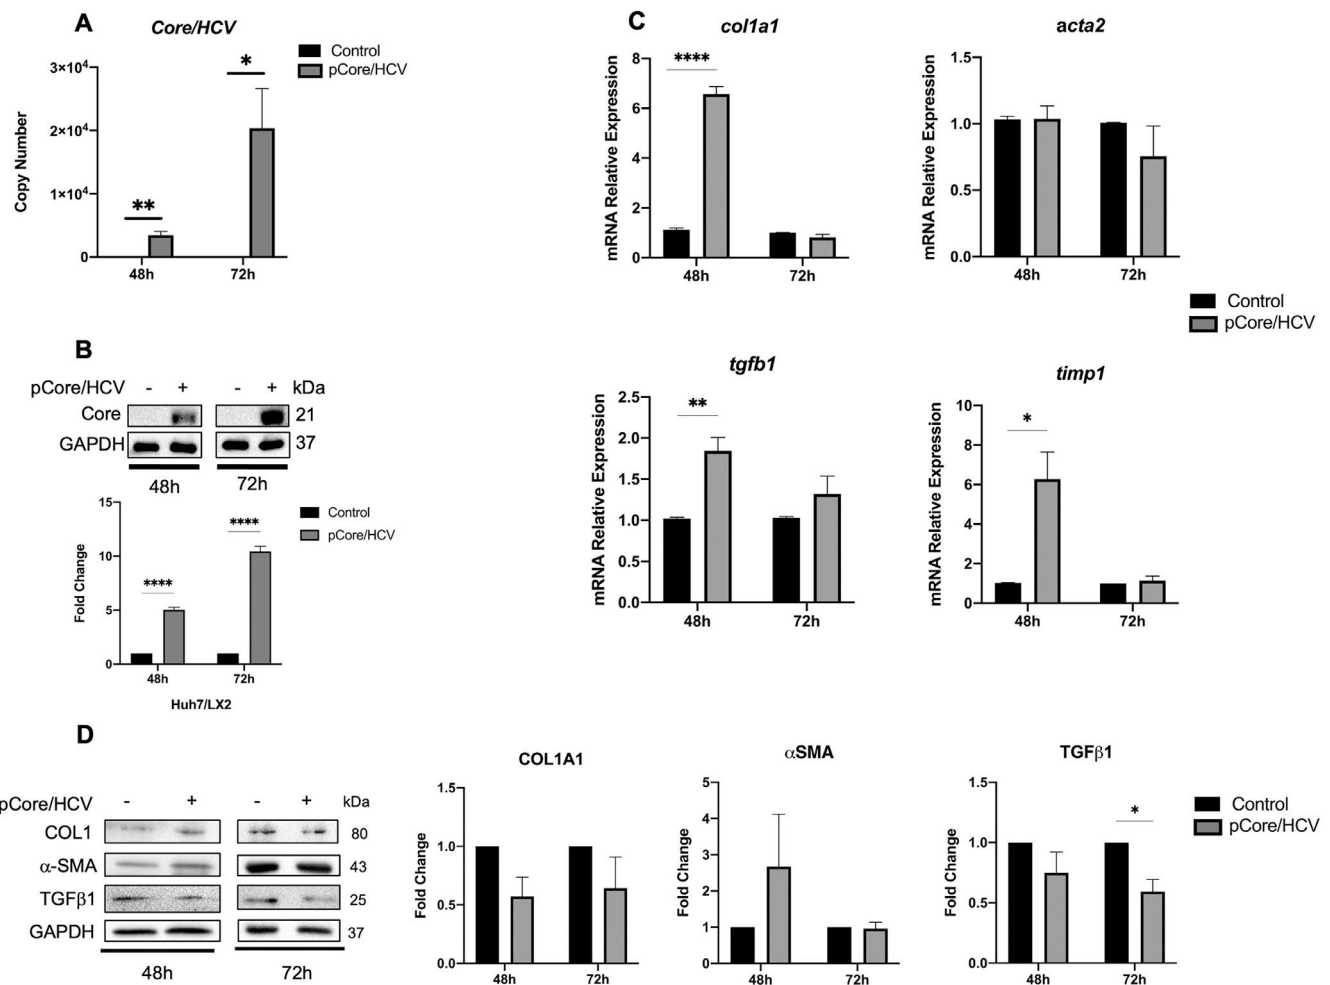 A
Core/HCV
Control
pCore/HCV
Copy Number
3×10⁴
2×10⁴
1×10⁴
0
*
**
48h
72h
B
pCore/HCV - + - + kDa
Core 21
GAPDH 37
48h 72h
Control
pCore/HCV
Fold Change
15
10
5
0
****
****
48h
72h
Huh7/LX2
C
col1a1
mRNA Relative Expression
8
6
4
2
0
****
48h
72h
acta2
mRNA Relative Expression
1.5
1.0
0.5
0.0
48h
72h
Control
pCore/HCV
tgfb1
mRNA Relative Expression
2.5
2.0
1.5
1.0
0.5
0.0
**
48h
72h
timp1
mRNA Relative Expression
10
8
6
4
2
0
*
48h
72h
D
pCore/HCV - + - + kDa
COL1 80
α-SMA 43
TGFβ1 25
GAPDH 37
48h 72h
COL1A1
Fold Change
1.5
1.0
0.5
0.0
48h
72h
αSMA
Fold Change
5
4
3
2
1
0
48h
72h
TGFβ1
Fold Change
1.5
1.0
0.5
0.0
*
48h
72h
Control
pCore/HCV